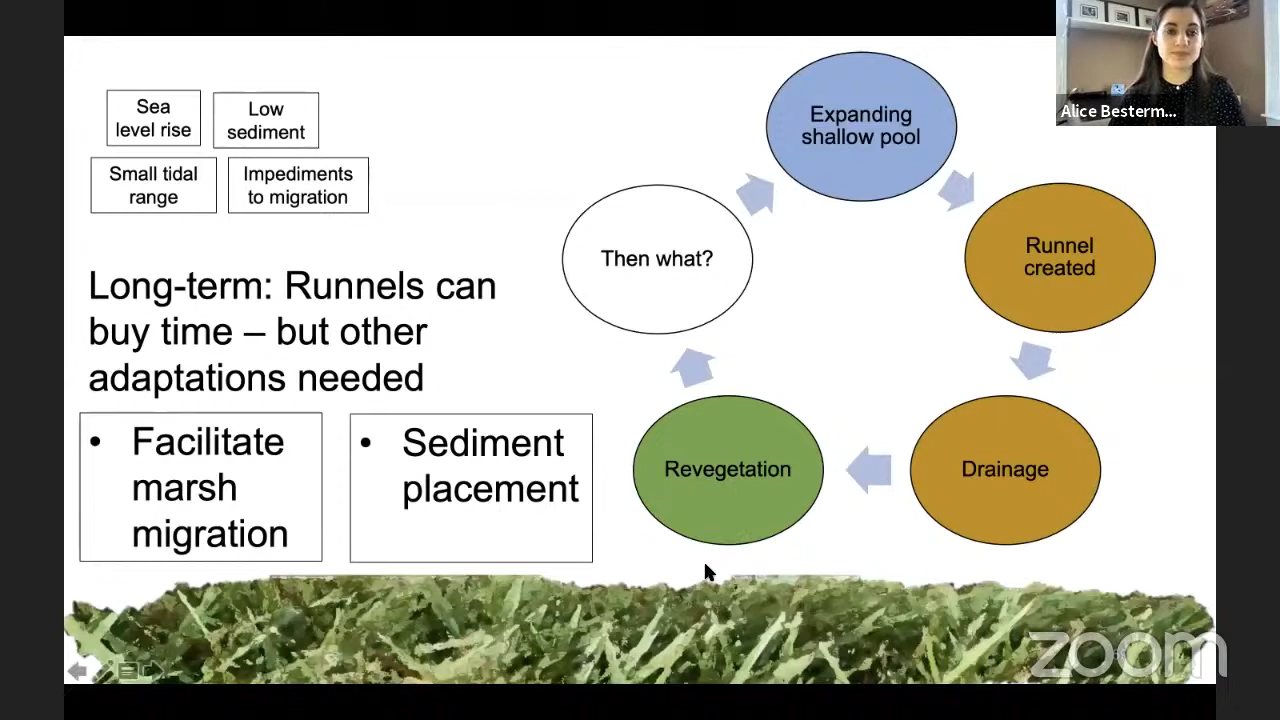 Sea
level rise
Low
sediment
Small tidal
range
Impediments
to migration
Long-term: Runnels can
buy time – but other
adaptations needed
• Facilitate
marsh
migration
• Sediment
placement
Expanding
shallow pool
Runnel
created
Drainage
Revegetation
Then what?
Alice Besterm...
zoom